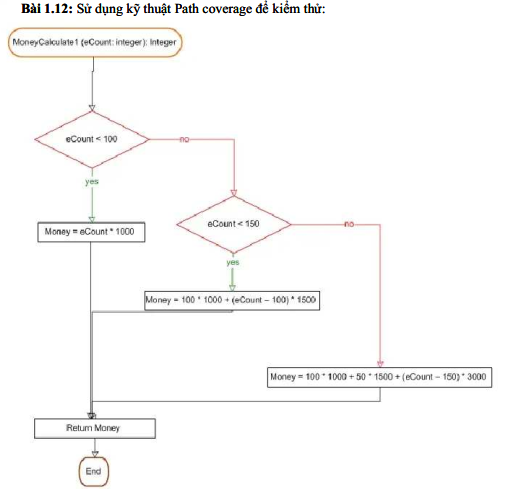 Bài 1.12: Sử dụng kỹ thuật Path coverage để kiểm thử:
MoneyCalculate1 (eCount: integer): Integer
eCount < 100
no
yes
Money = eCount * 1000
eCount < 150
no
yes
Money = 100 * 1000 + (eCount – 100) * 1500
Money = 100 * 1000 + 50 * 1500 + (eCount – 150) * 3000
Return Money
End